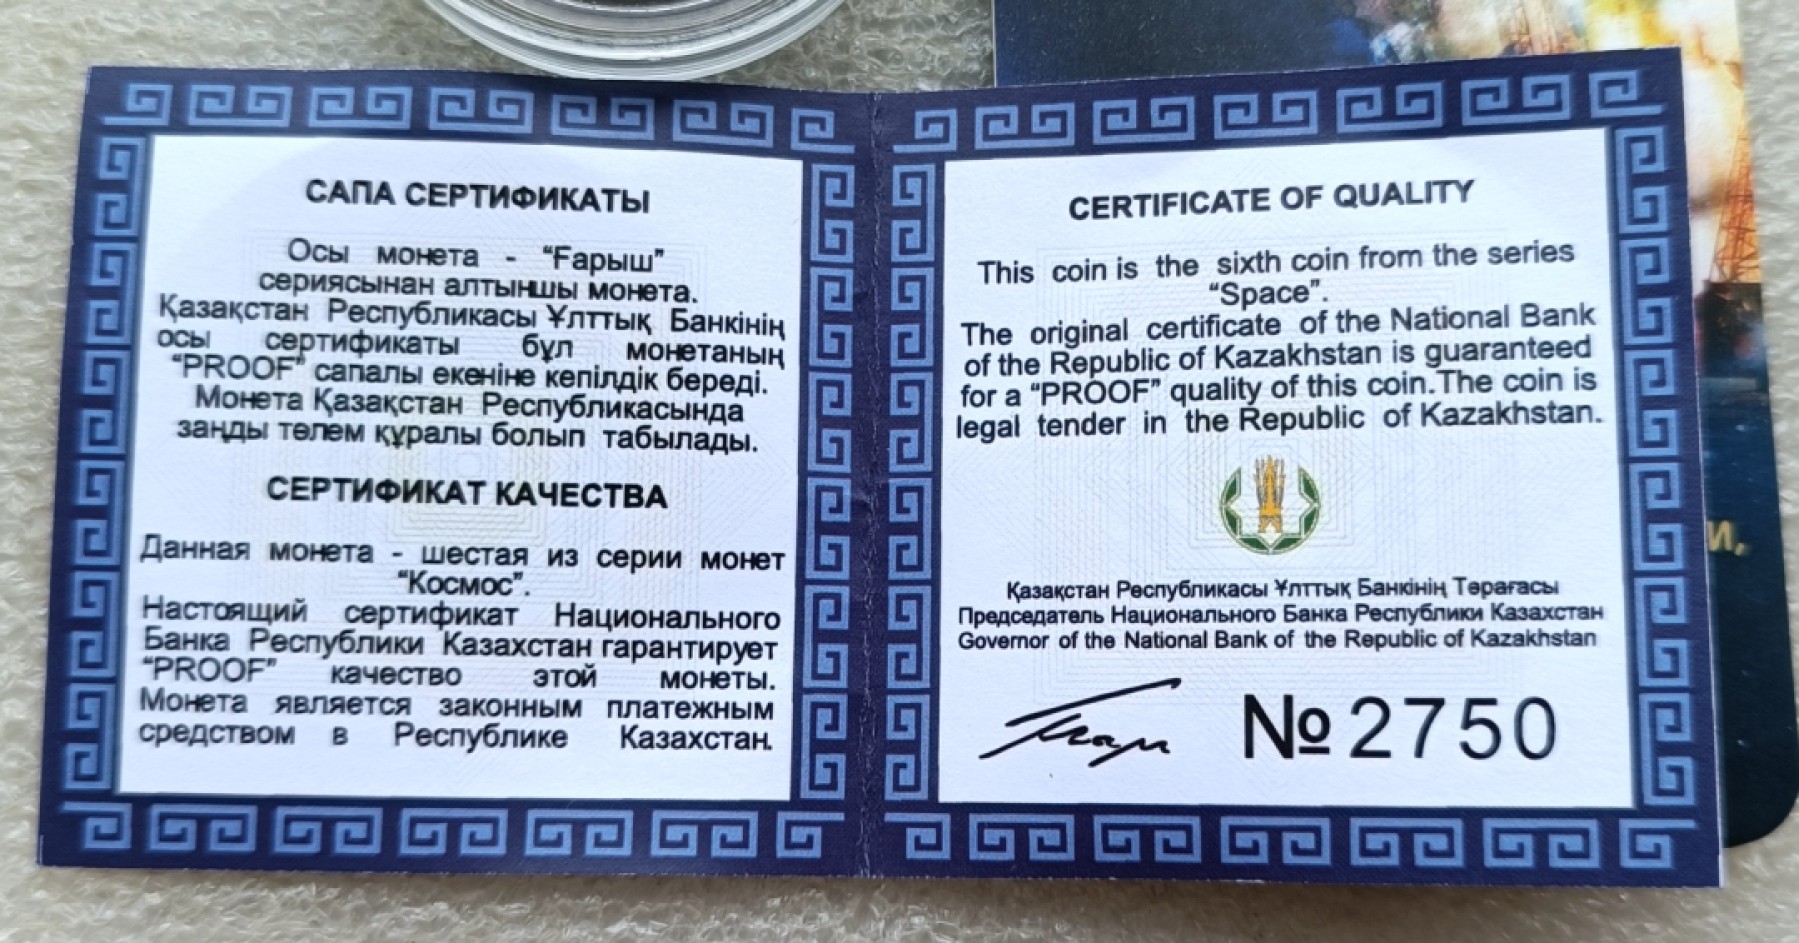 САПА СЕРТИФИКАТЫ
Осы монета - “Ғарыш”
сериясынан алтыншы монета.
Қазақстан Республикасы Ұлттық Банкінің
осы сертификаты бұл монетаның
“PROOF” сапалы екеніне кепілдік береді.
Монета Қазақстан Республикасында
заңды төлем құралы болып табылады.
СЕРТИФИКАТ КАЧЕСТВА
Данная монета - шестая из серии монет
“Космос”.
Настоящий сертификат Национального
Банка Республики Казахстан гарантирует
“PROOF” качество этой монеты.
Монета является законным платежным
средством в Республике Казахстан.
CERTIFICATE OF QUALITY
This coin is the sixth coin from the series
“Space”.
The original certificate of the National Bank
of the Republic of Kazakhstan is guaranteed
for a “PROOF” quality of this coin.The coin is
legal tender in the Republic of Kazakhstan.
Қазақстан Республикасы Ұлттық Банкінің Төрағасы
Председатель Национального Банка Республики Казахстан
Governor of the National Bank of the Republic of Kazakhstan
№ 2750